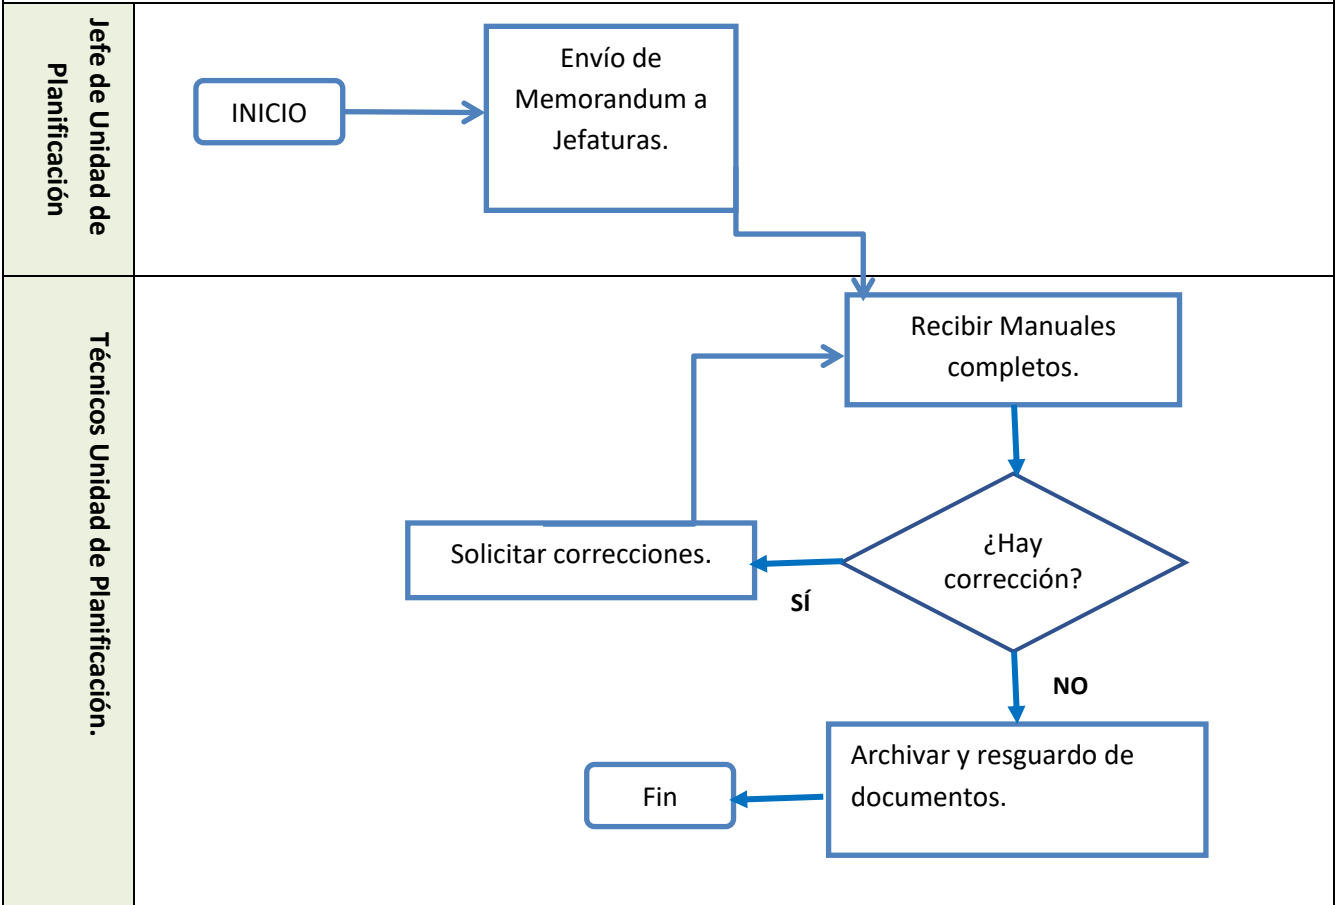 Jefe de Unidad de
Planificación
INICIO
Envío de
Memorandum a
Jefaturas.
Técnicos Unidad de Planificación.
Recibir Manuales
completos.
¿Hay
corrección?
Solicitar correcciones.
SÍ
NO
Archivar y resguardo de
documentos.
Fin